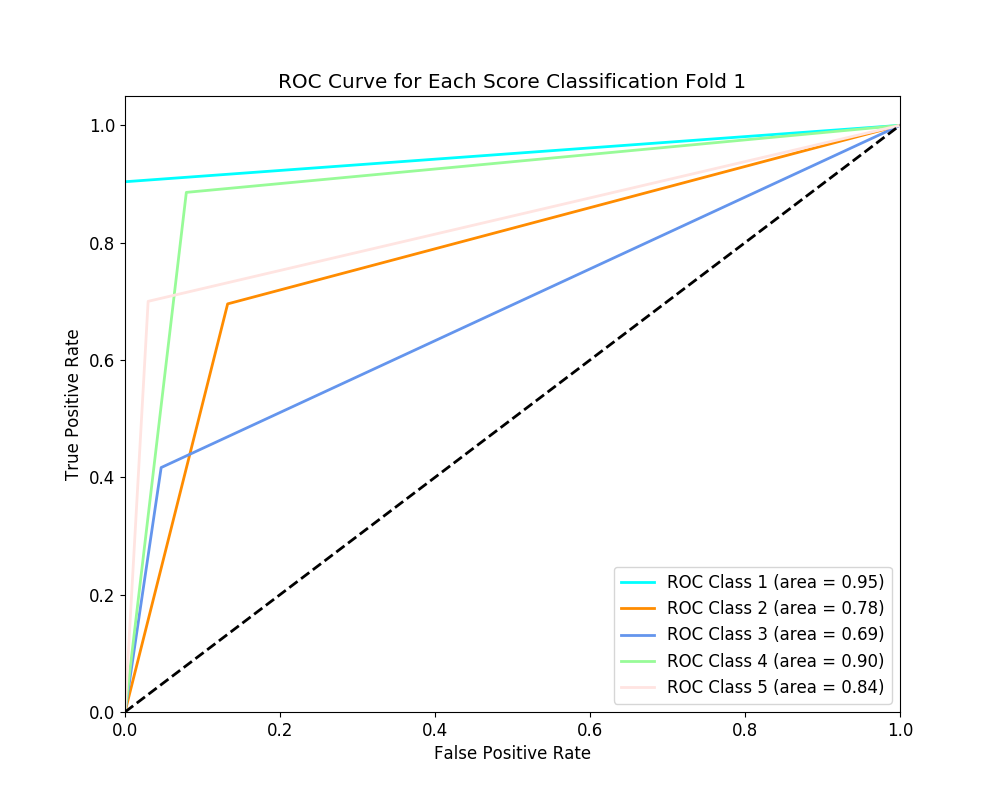 ROC Curve for Each Score Classification Fold 1
1.0
0.8
0.6
0.4
0.2
0.0
True Positive Rate
0.0 0.2 0.4 0.6 0.8 1.0
False Positive Rate
ROC Class 1 (area = 0.95)
ROC Class 2 (area = 0.78)
ROC Class 3 (area = 0.69)
ROC Class 4 (area = 0.90)
ROC Class 5 (area = 0.84)